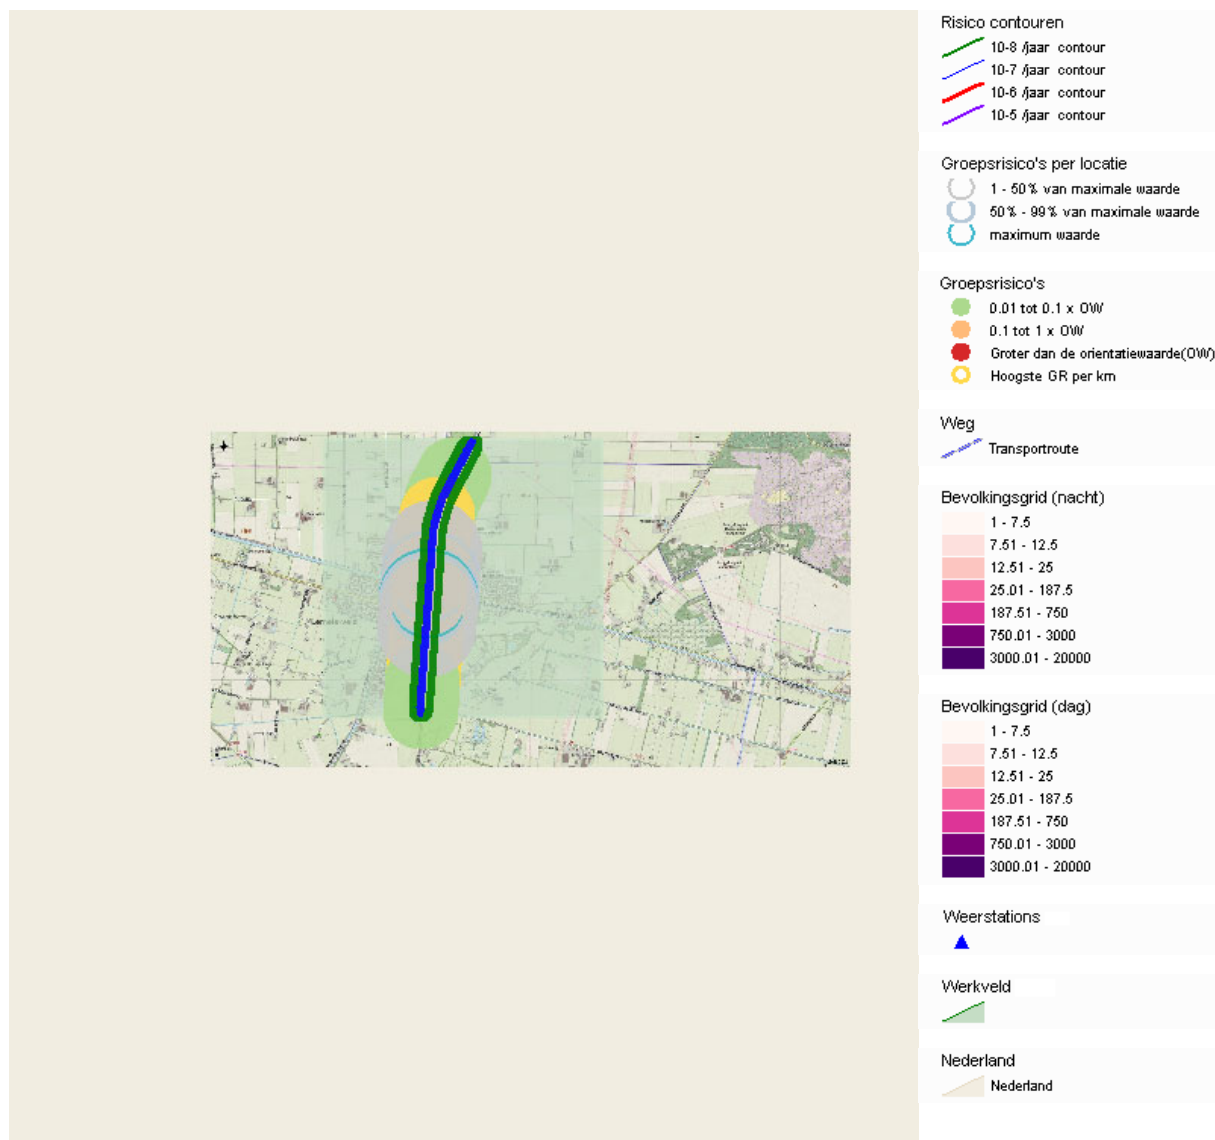 Risico contouren
10-8 /jaar contour
10-7 /jaar contour
10-6 /jaar contour
10-5 /jaar contour
Groepsrisico's per locatie
1 - 50% van maximale waarde
50% - 99% van maximale waarde
maximum waarde
Groepsrisico's
0.01 tot 0.1 x OW
0.1 tot 1 x OW
Groter dan de orientatiewaarde(OW)
Hoogste GR per km
Weg
Transportroute
Bevolkingsgrid (nacht)
1 - 7.5
7.51 - 12.5
12.51 - 25
25.01 - 187.5
187.51 - 750
750.01 - 3000
3000.01 - 20000
Bevolkingsgrid (dag)
1 - 7.5
7.51 - 12.5
12.51 - 25
25.01 - 187.5
187.51 - 750
750.01 - 3000
3000.01 - 20000
Weerstations
Werkveld
Nederland
Nederland